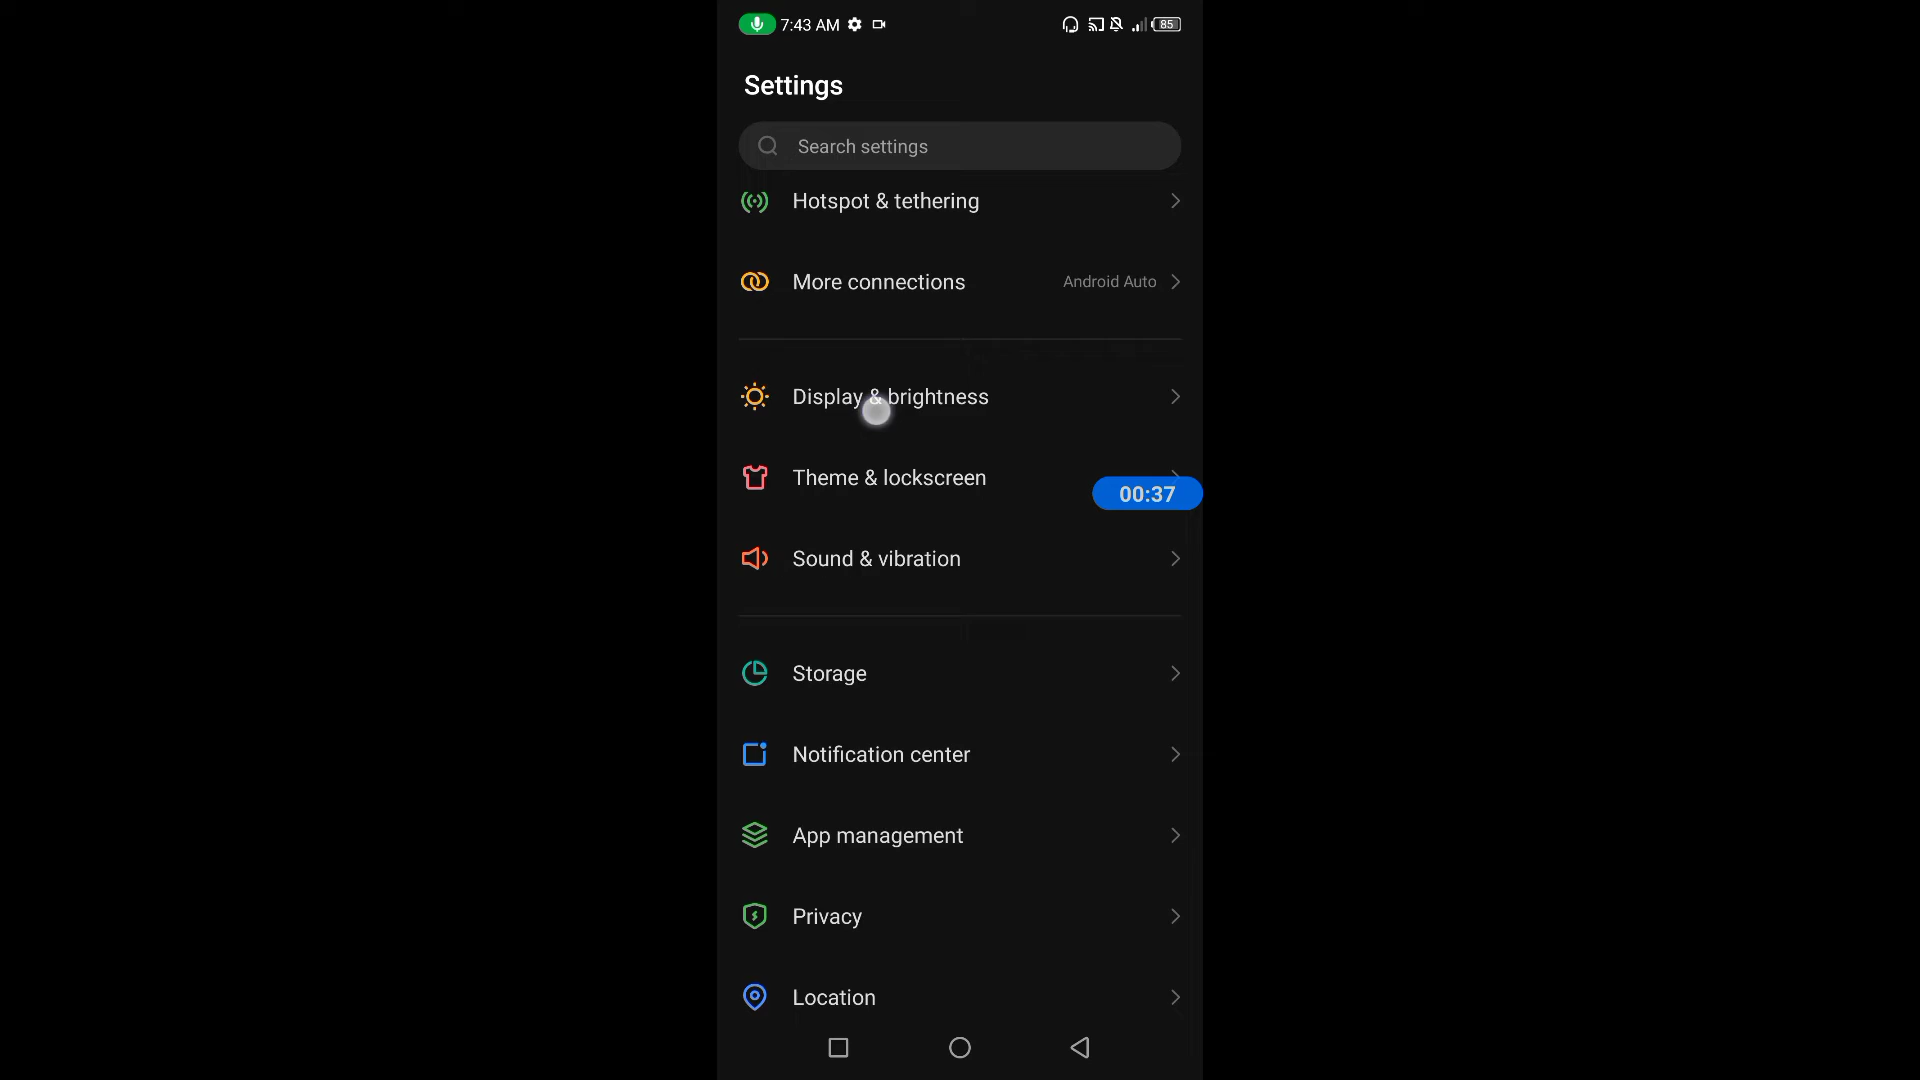 7:43 AM
85
Settings
Search settings
Hotspot & tethering
More connections
Android Auto
Display & brightness
Theme & lockscreen
00:37
Sound & vibration
Storage
Notification center
App management
Privacy
Location